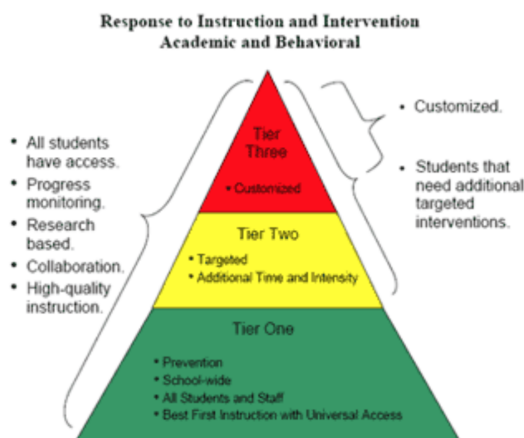 Response to Instruction and Intervention
Academic and Behavioral
• All students
have access.
• Progress
monitoring.
• Research
based.
• Collaboration.
• High-quality
instruction.
Tier
Three
• Customized
Tier Two
• Targeted
• Additional Time and Intensity
Tier One
• Prevention
• School-wide
• All Students and Staff
• Best First Instruction with Universal Access
• Customized.
• Students that
need additional
targeted
interventions.